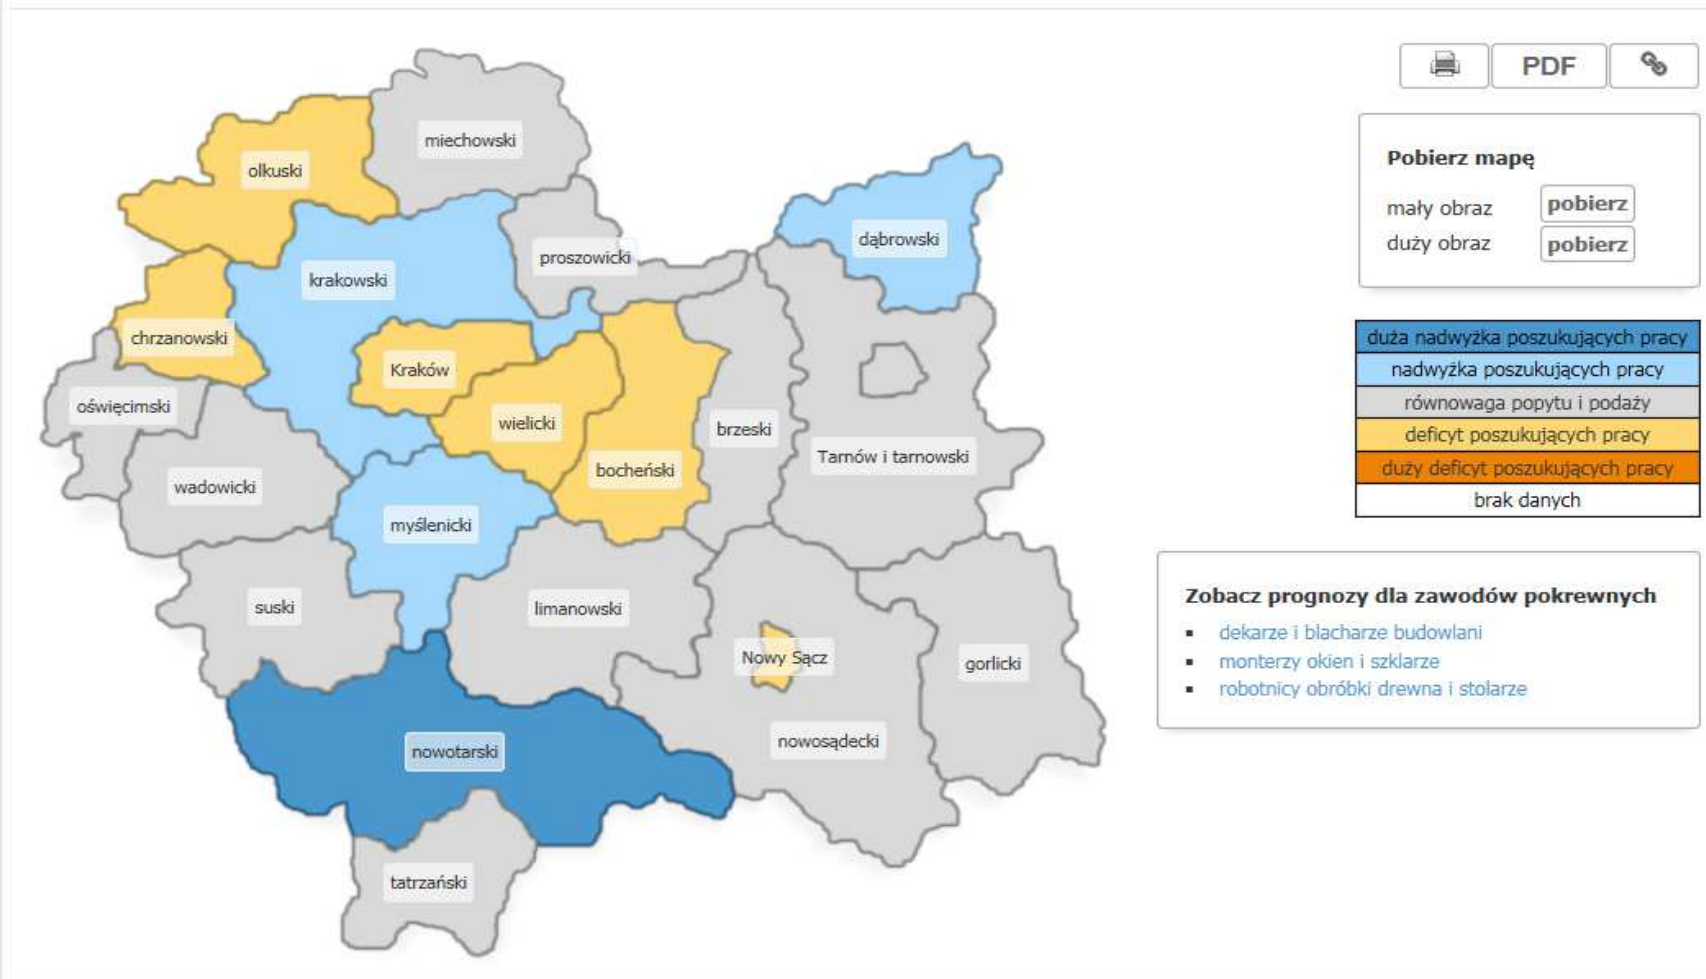 miechowski
olkuski
dąbrowski
proszowicki
krakowski
chrzanowski
Kraków
oświęcimski
wielicki
brzeski
Tarnów i tarnowski
bocheński
wadowicki
myślenicki
suski
limanowski
Nowy Sącz
gorlicki
nowosądecki
nowotarski
tatrzański
PDF
Pobierz mapę
mały obraz pobierz
duży obraz pobierz
duża nadwyżka poszukujących pracy
nadwyżka poszukujących pracy
równowaga popytu i podaży
deficyt poszukujących pracy
duży deficyt poszukujących pracy
brak danych
Zobacz prognozy dla zawodów pokrewnych
dekarze i blacharze budowlani
monterzy okien i szklarze
robotnicy obróbki drewna i stolarze